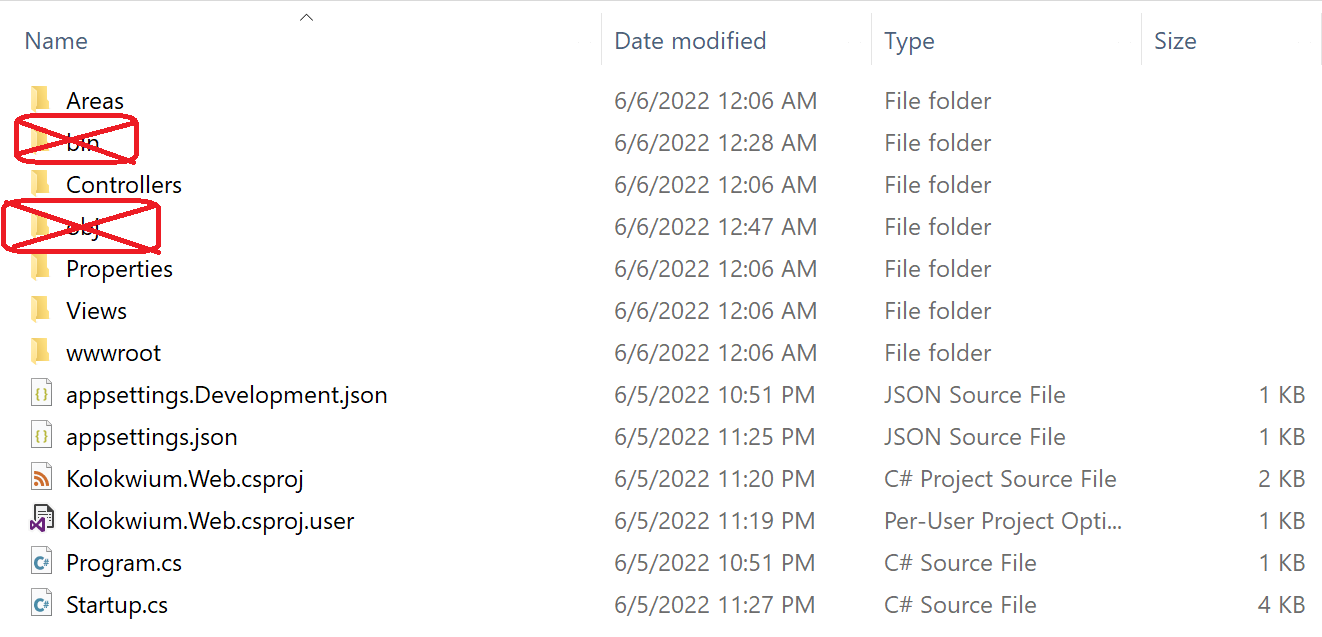 Name Date modified Type Size
Areas 6/6/2022 12:06 AM File folder
bin 6/6/2022 12:28 AM File folder
Controllers 6/6/2022 12:06 AM File folder
obj 6/6/2022 12:47 AM File folder
Properties 6/6/2022 12:06 AM File folder
Views 6/6/2022 12:06 AM File folder
wwwroot 6/6/2022 12:06 AM File folder
appsettings.Development.json 6/5/2022 10:51 PM JSON Source File 1 KB
appsettings.json 6/5/2022 11:25 PM JSON Source File 1 KB
Kolokwium.Web.csproj 6/5/2022 11:20 PM C# Project Source File 2 KB
Kolokwium.Web.csproj.user 6/5/2022 11:19 PM Per-User Project Opti... 1 KB
Program.cs 6/5/2022 10:51 PM C# Source File 1 KB
Startup.cs 6/5/2022 11:27 PM C# Source File 4 KB